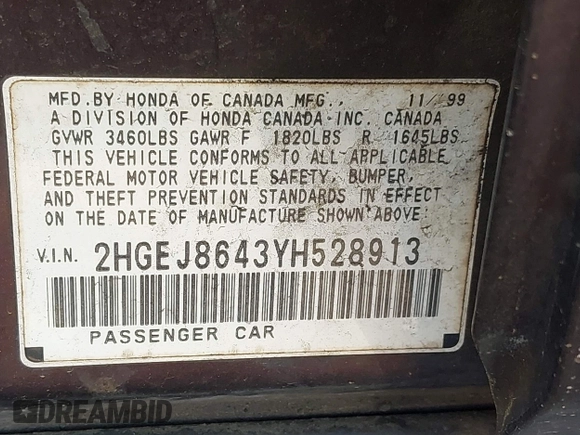 MFD. BY HONDA OF CANADA MFG., 11/99
A DIVISION OF HONDA CANADA INC. CANADA
GVWR 3460LBS GAWR F 1820LBS R 1645LBS
THIS VEHICLE CONFORMS TO ALL APPLICABLE
FEDERAL MOTOR VEHICLE SAFETY, BUMPER,
AND THEFT PREVENTION STANDARDS IN EFFECT
ON THE DATE OF MANUFACTURE SHOWN ABOVE.
V.I.N. 2HGEJ8643YH528913
PASSENGER CAR
DREAMBID